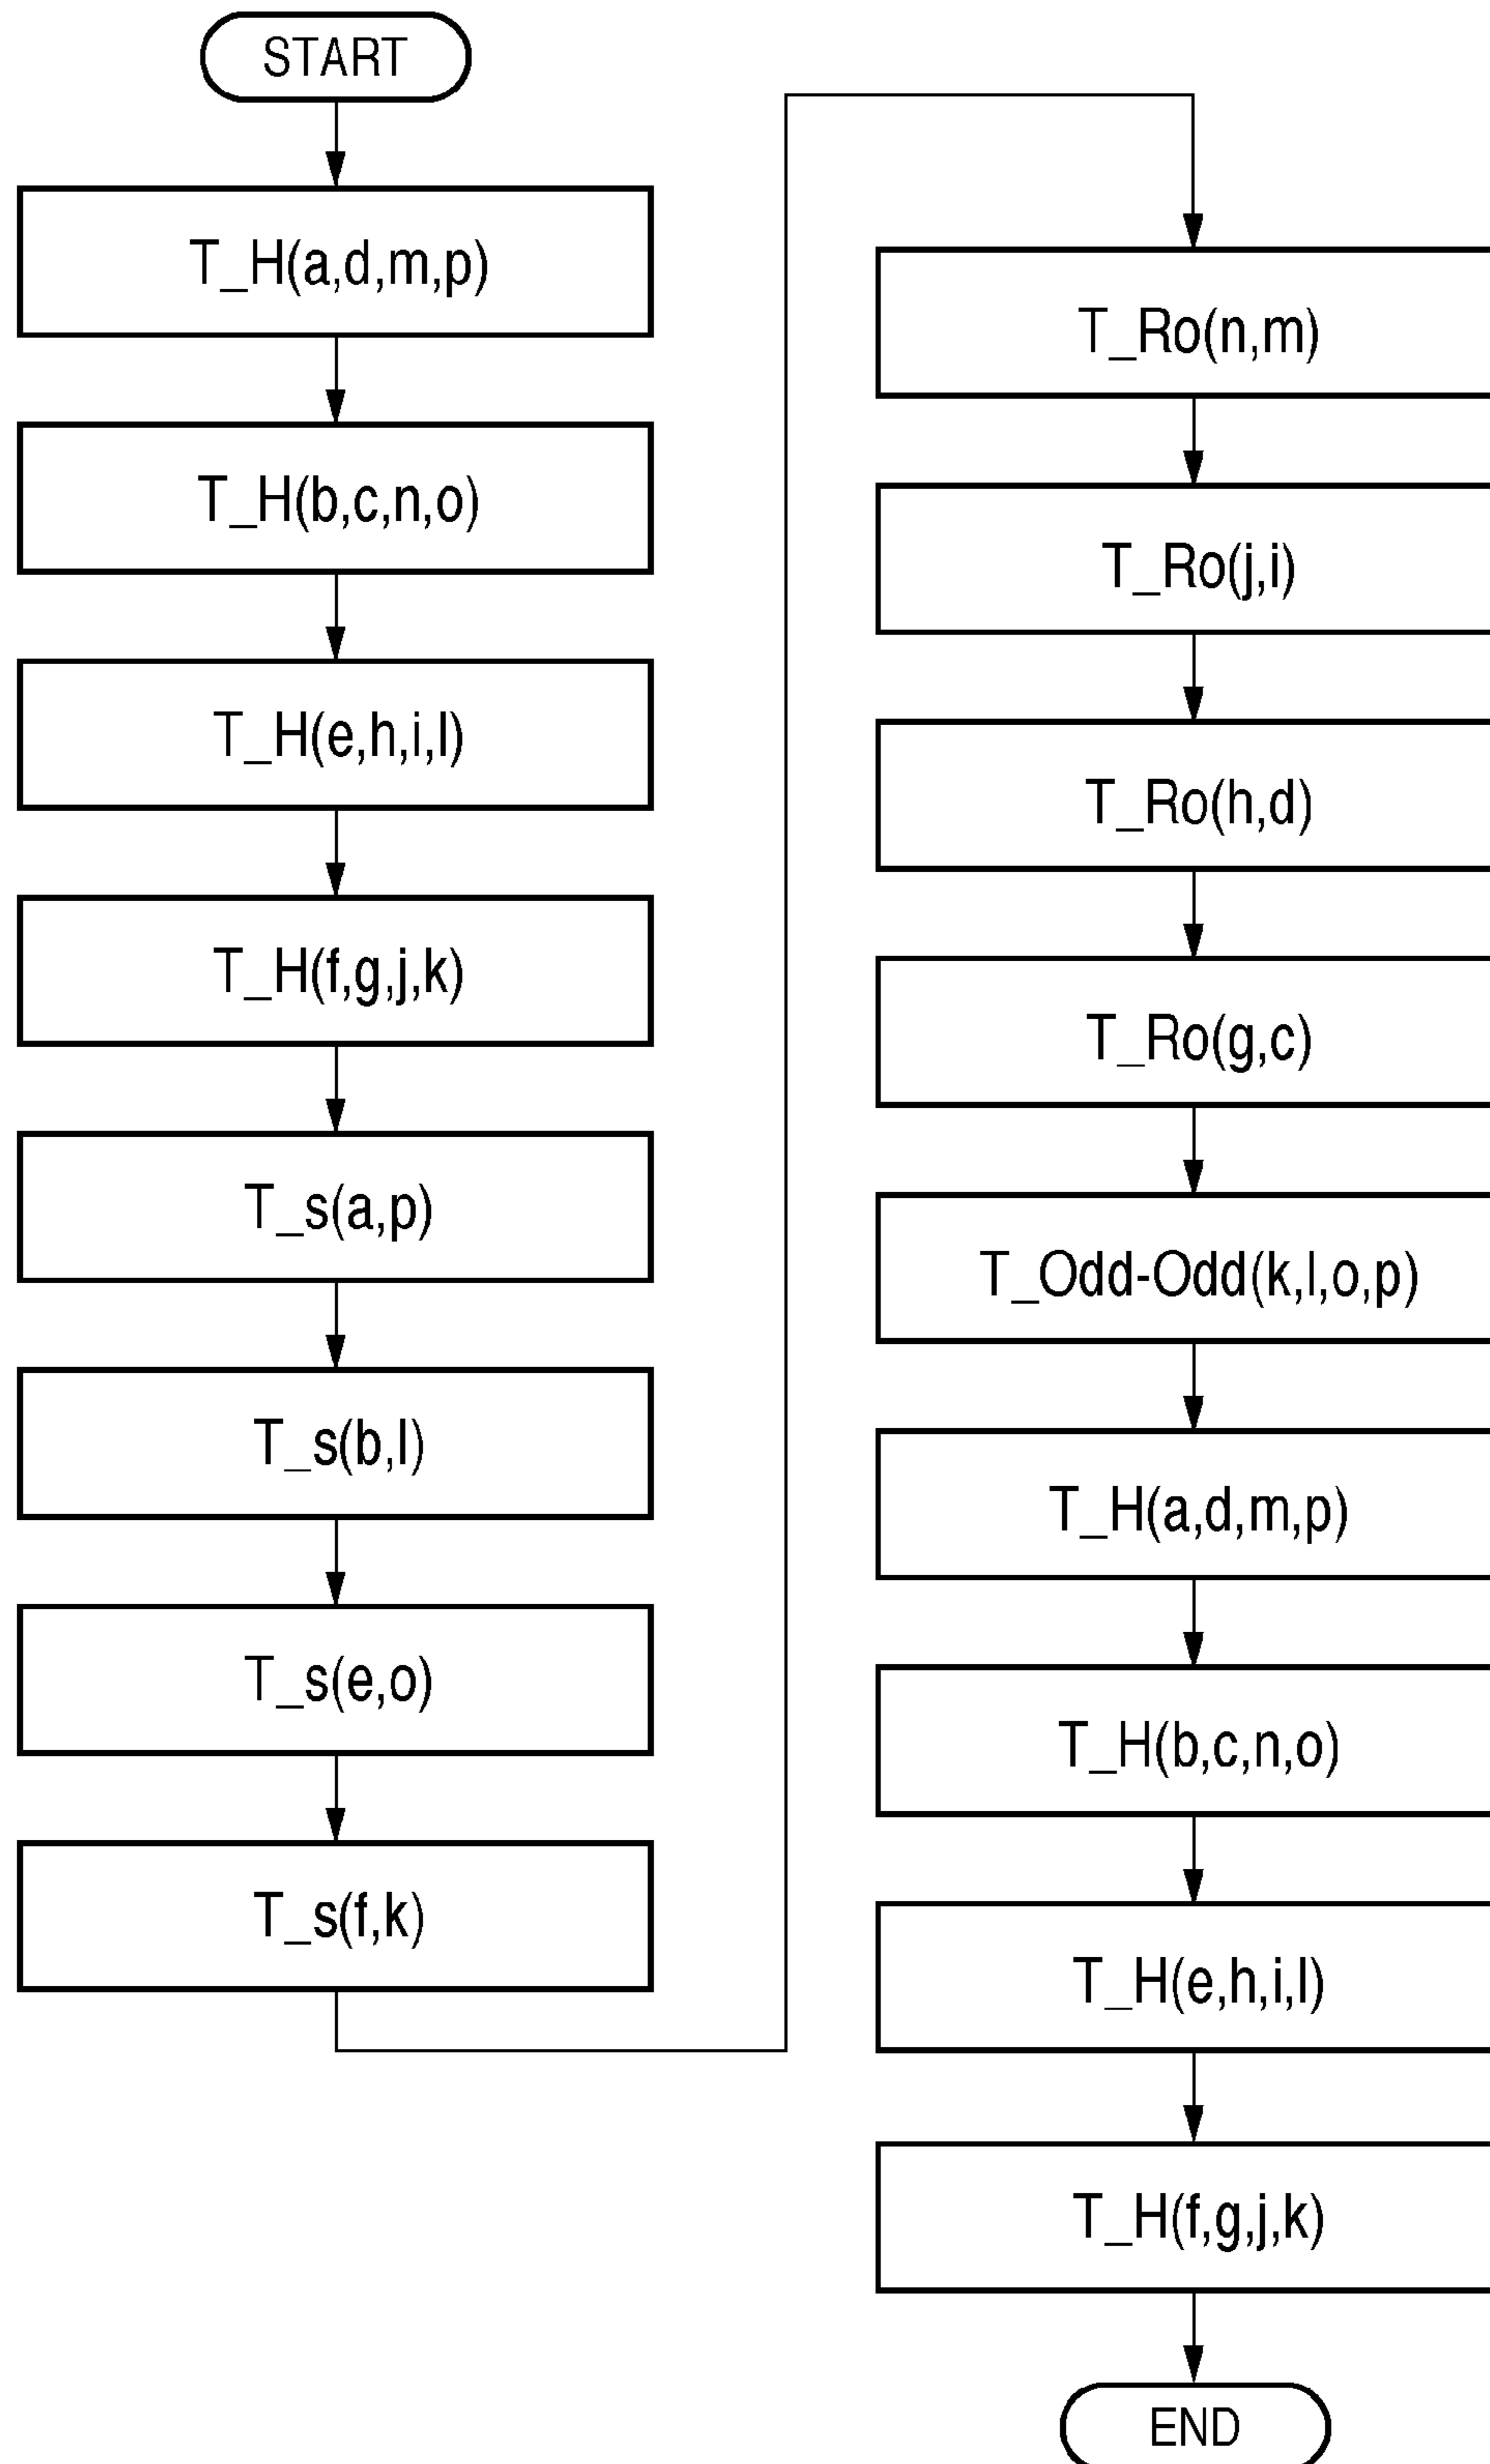 START
T_H(a,d,m,p)
T_H(b,c,n,o)
T_H(e,h,i,l)
T_H(f,g,j,k)
T_s(a,p)
T_s(b,l)
T_s(e,o)
T_s(f,k)
T_Ro(n,m)
T_Ro(j,i)
T_Ro(h,d)
T_Ro(g,c)
T_Odd-Odd(k,l,o,p)
T_H(a,d,m,p)
T_H(b,c,n,o)
T_H(e,h,i,l)
T_H(f,g,j,k)
END